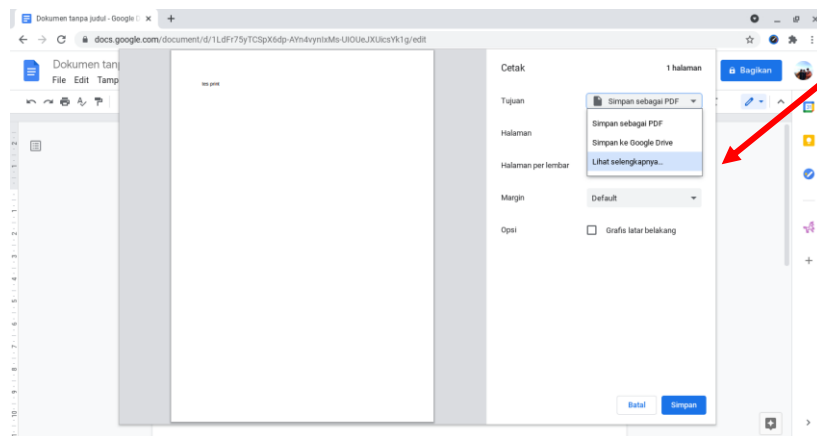 Dokumen tanpa judul - Google D
docs.google.com/document/d/1LdFr75yTCSpX6dp-AYn4vynIxMs-UIOUeJXUicsYk1g/edit
Dokumen tanp
File Edit Tamp
Bagikan
tes print
Cetak
1 halaman
Tujuan
Simpan sebagai PDF
Simpan sebagai PDF
Simpan ke Google Drive
Lihat selengkapnya...
Halaman
Halaman per lembar
Margin
Default
Opsi
Grafis latar belakang
Batal
Simpan